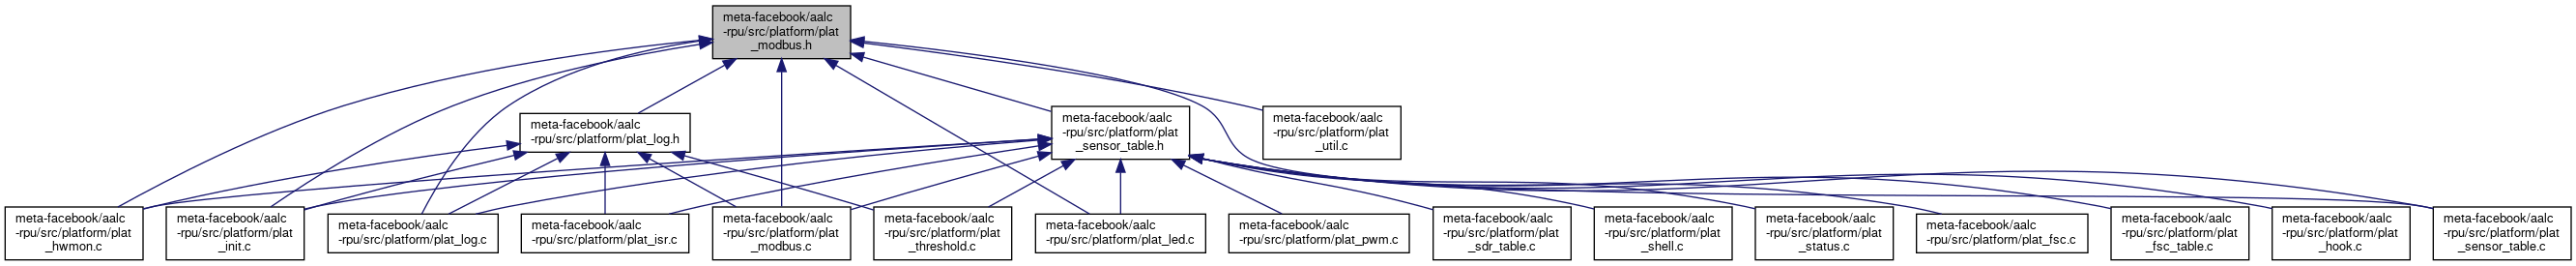 meta-facebook/aalc
-rpu/src/platform/plat
_modbus.h
meta-facebook/aalc
-rpu/src/platform/plat_log.h
meta-facebook/aalc
-rpu/src/platform/plat
_sensor_table.h
meta-facebook/aalc
-rpu/src/platform/plat
_util.c
meta-facebook/aalc
-rpu/src/platform/plat
_hwmon.c
meta-facebook/aalc
-rpu/src/platform/plat
_init.c
meta-facebook/aalc
-rpu/src/platform/plat_log.c
meta-facebook/aalc
-rpu/src/platform/plat_isr.c
meta-facebook/aalc
-rpu/src/platform/plat
_modbus.c
meta-facebook/aalc
-rpu/src/platform/plat
_threshold.c
meta-facebook/aalc
-rpu/src/platform/plat_led.c
meta-facebook/aalc
-rpu/src/platform/plat_pwm.c
meta-facebook/aalc
-rpu/src/platform/plat
_sdr_table.c
meta-facebook/aalc
-rpu/src/platform/plat
_shell.c
meta-facebook/aalc
-rpu/src/platform/plat
_status.c
meta-facebook/aalc
-rpu/src/platform/plat_fsc.c
meta-facebook/aalc
-rpu/src/platform/plat
_fsc_table.c
meta-facebook/aalc
-rpu/src/platform/plat
_hook.c
meta-facebook/aalc
-rpu/src/platform/plat
_sensor_table.c